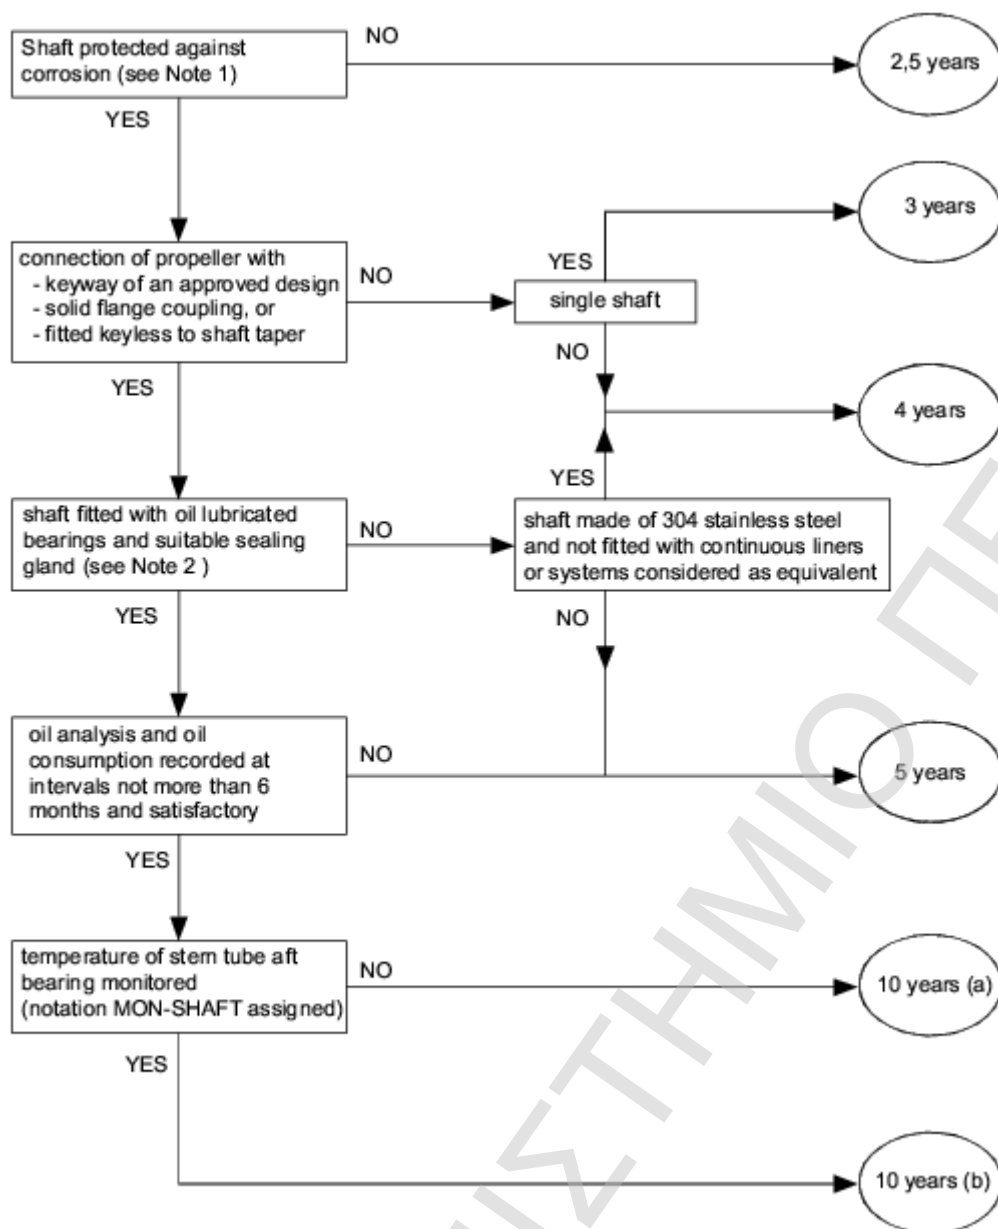 Shaft protected against
corrosion (see Note 1)
NO
2,5 years
YES
3 years
connection of propeller with
- keyway of an approved design
- solid flange coupling, or
- fitted keyless to shaft taper
NO
YES
single shaft
NO
YES
4 years
YES
shaft fitted with oil lubricated
bearings and suitable sealing
gland (see Note 2 )
NO
shaft made of 304 stainless steel
and not fitted with continuous liners
or systems considered as equivalent
YES
NO
oil analysis and oil
consumption recorded at
intervals not more than 6
months and satisfactory
NO
5 years
YES
temperature of stern tube aft
bearing monitored
(notation MON-SHAFT assigned)
NO
10 years (a)
YES
10 years (b)
ΙΣΤΗΜΙΟ ΠΕ